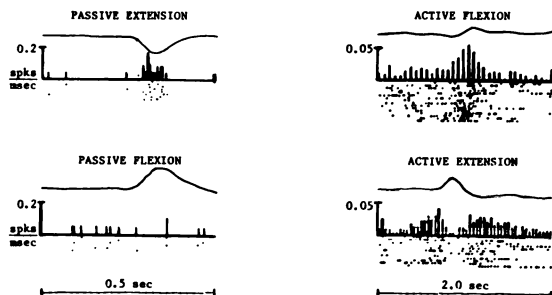 PASSIVE EXTENSION
0.2
spks
msec
ACTIVE FLEXION
0.05
PASSIVE FLEXION
0.2
spks
msec
ACTIVE EXTENSION
0.05
0.5 sec
2.0 sec